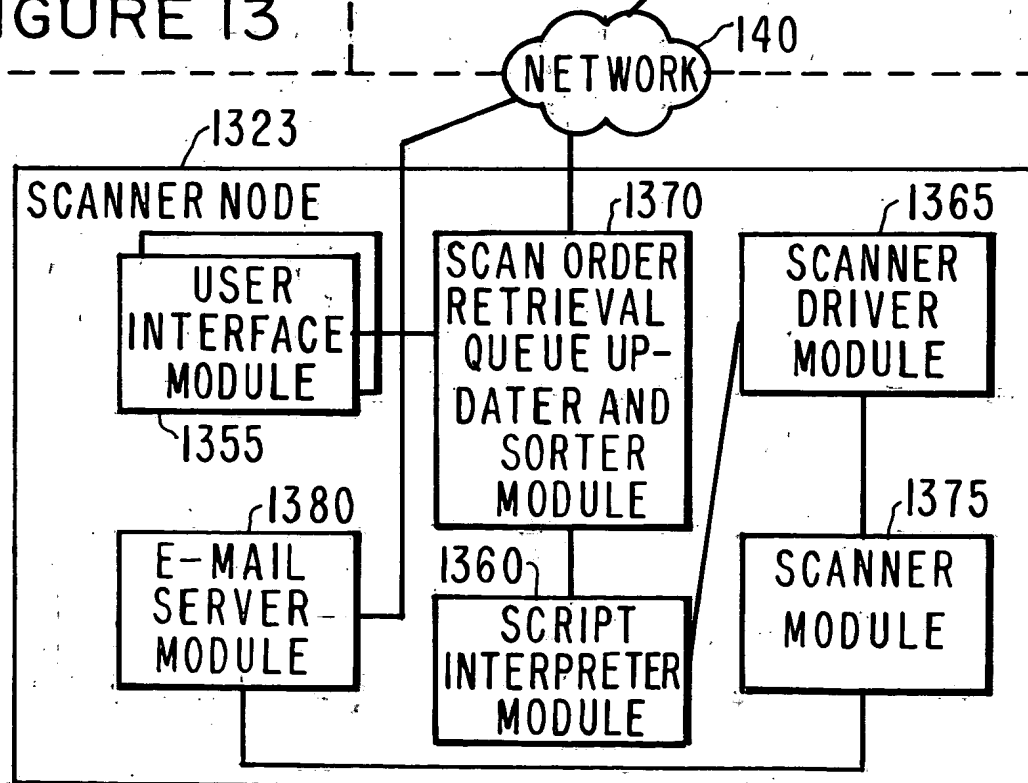 IGURE 13
NETWORK
140
1323
SCANNER NODE
USER
INTERFACE
MODULE
1355
1370
SCAN ORDER
RETRIEVAL
QUEUE UP-
DATER AND
SORTER
MODULE
1365
SCANNER
DRIVER
MODULE
1380
E-MAIL
SERVER
MODULE
1360
SCRIPT
INTERPRETER
MODULE
1375
SCANNER
MODULE